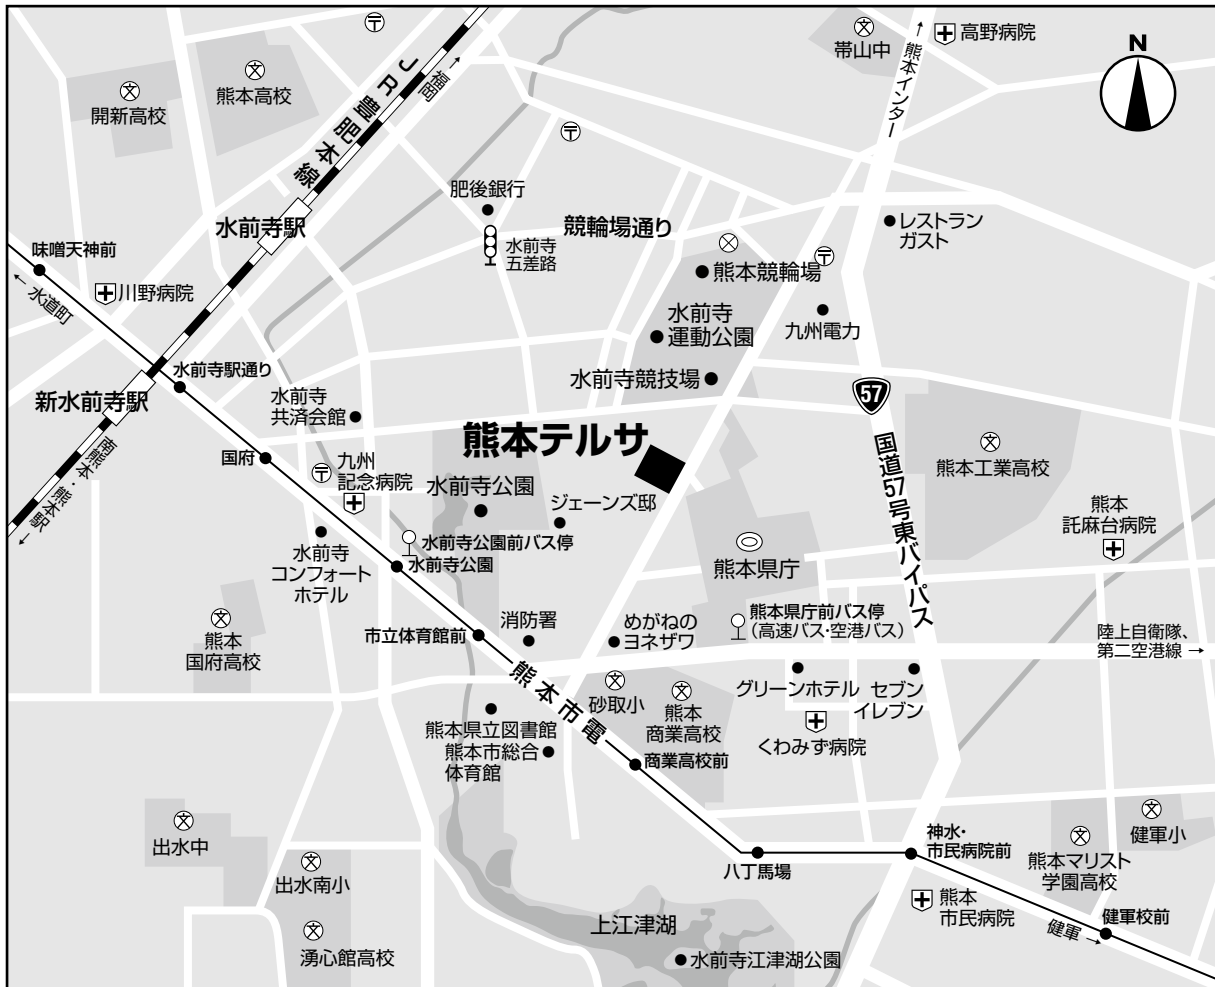 高野病院
帯山中
↑熊本インター
N
熊本高校
開新高校
JR豊肥本線
福岡→
肥後銀行
水前寺駅
水前寺
五差路
競輪場通り
レストラン
ガスト
味噌天神前
川野病院
←水道町
熊本競輪場
水前寺
運動公園
九州電力
水前寺競技場
水前寺駅通り
新水前寺駅
水前寺
共済会館
57
国道57号東バイパス
熊本テルサ
熊本工業高校
南熊本・熊本駅→
国府
九州
記念病院
水前寺公園
ジェーンズ邸
熊本
託麻台病院
水前寺公園前バス停
水前寺公園
水前寺
コンフォート
ホテル
熊本県庁
熊本県庁前バス停
(高速バス・空港バス)
消防署
めがねの
ヨネザワ
市立体育館前
熊本
国府高校
陸上自衛隊、
第二空港線→
熊本市電
砂取小
熊本
商業高校
グリーンホテル
セブン
イレブン
くわみず病院
熊本県立図書館
熊本市総合
体育館
商業高校前
出水中
神水・
市民病院前
健軍小
熊本マリスト
学園高校
八丁馬場
出水南小
熊本
市民病院
健軍校前
健軍→
上江津湖
湧心館高校
水前寺江津湖公園